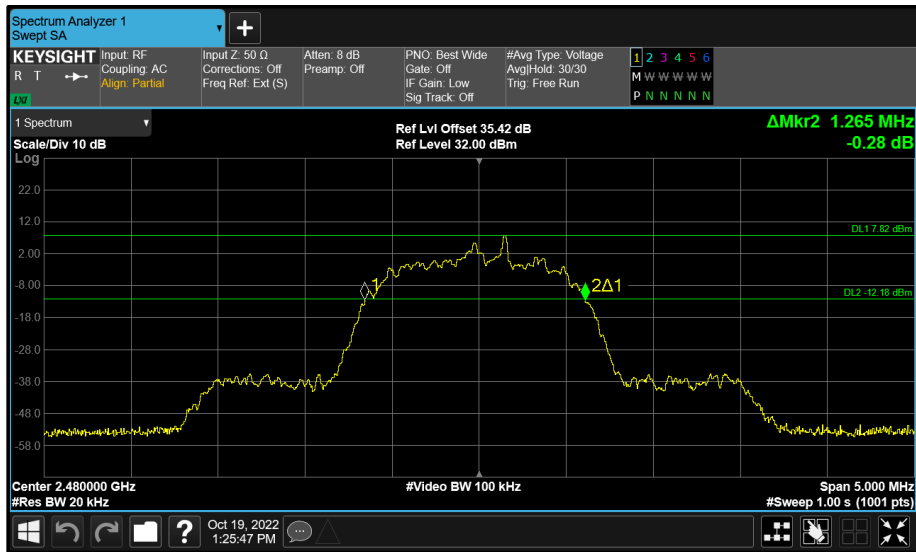 Spectrum Analyzer 1
Swept SA
+
KEYSIGHT
R T
LXI
Input: RF
Coupling: AC
Align: Partial
Input Z: 50 Ω
Corrections: Off
Freq Ref: Ext (S)
Atten: 8 dB
Preamp: Off
PNO: Best Wide
Gate: Off
IF Gain: Low
Sig Track: Off
#Avg Type: Voltage
Avg|Hold: 30/30
Trig: Free Run
1 2 3 4 5 6
M W W W W W
P N N N N N
1 Spectrum
Scale/Div 10 dB
Log
Ref Lvl Offset 35.42 dB
Ref Level 32.00 dBm
ΔMkr2 1.265 MHz
-0.28 dB
22.0
12.0
DL1 7.82 dBm
2.00
-8.00
1
2Δ1
DL2 -12.18 dBm
-18.0
-28.0
-38.0
-48.0
-58.0
Center 2.480000 GHz
#Video BW 100 kHz
Span 5.000 MHz
#Res BW 20 kHz
#Sweep 1.00 s (1001 pts)
?
Oct 19, 2022
1:25:47 PM